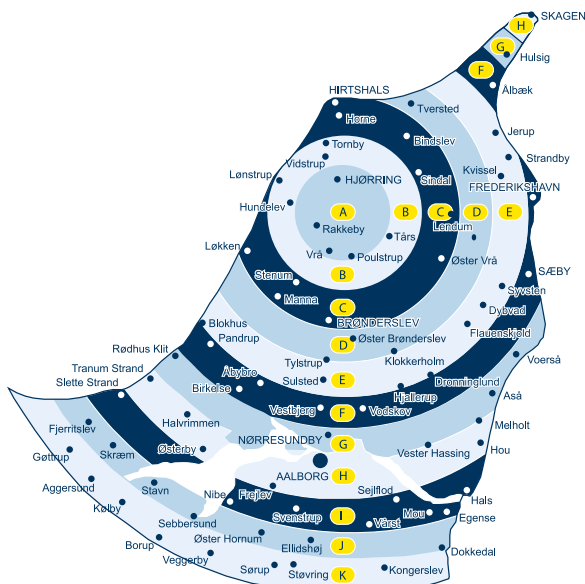 SKAGEN
H
G
Hulsig
F
Ålbæk
HIRTSHALS
Tversted
Horne
Jerup
Bindslev
Tornby
Strandby
Vidstrup
Kvissel
Sindal
Lønstrup
HJØRRING
FREDERIKSHAVN
Hundelev
A
B
C
D
E
Rakkeby
Lendum
Tårs
Løkken
Vrå
Poulstrup
Øster Vrå
B
SÆBY
Stenum
Syvsten
Manna
C
Dybvad
Blokhus
BRØNDERSLEV
Flauenskjold
Pandrup
Øster Brønderslev
D
Rødhus Klit
Klokkerholm
Voerså
Tylstrup
Tranum Strand
Åbybro
Sulsted
E
Dronninglund
Slette Strand
Birkelse
Hjallerup
Aså
Vestbjerg
F
Vodskov
Fjerritslev
Halvrimmen
Melholt
NØRRESUNDBY
G
Gøttrup
Skræm
Østerby
Vester Hassing
Hou
AALBORG
H
Aggersund
Stavn
Nibe
Frejlev
Sejlflod
Hals
Kølby
Svenstrup
I
Mou
Egense
Sebbersund
Vårst
Borup
Øster Hornum
Ellidshøj
J
Dokkedal
Veggerby
Sørup
Støvring
K
Kongerslev